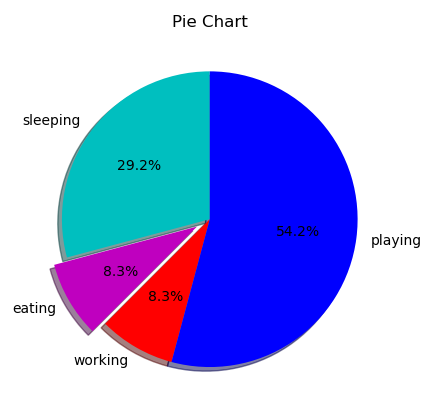 Pie Chart
sleeping
29.2%
54.2%
playing
8.3%
eating
8.3%
working